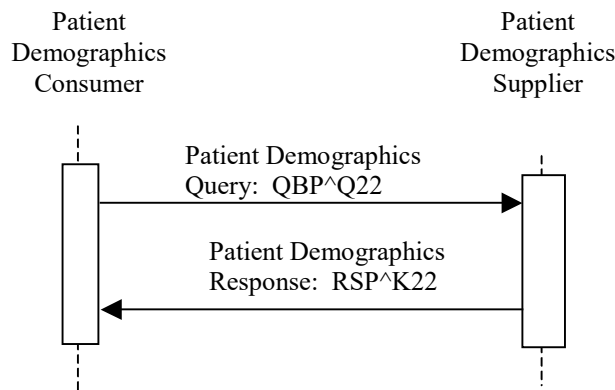 Patient
Demographics
Consumer
Patient
Demographics
Supplier
Patient Demographics
Query:  QBP^Q22
Patient Demographics
Response:  RSP^K22